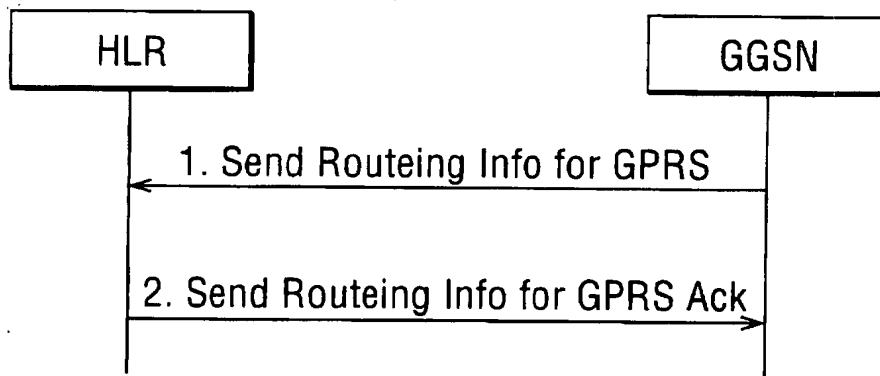 HLR
GGSN
1. Send Routeing Info for GPRS
2. Send Routeing Info for GPRS Ack